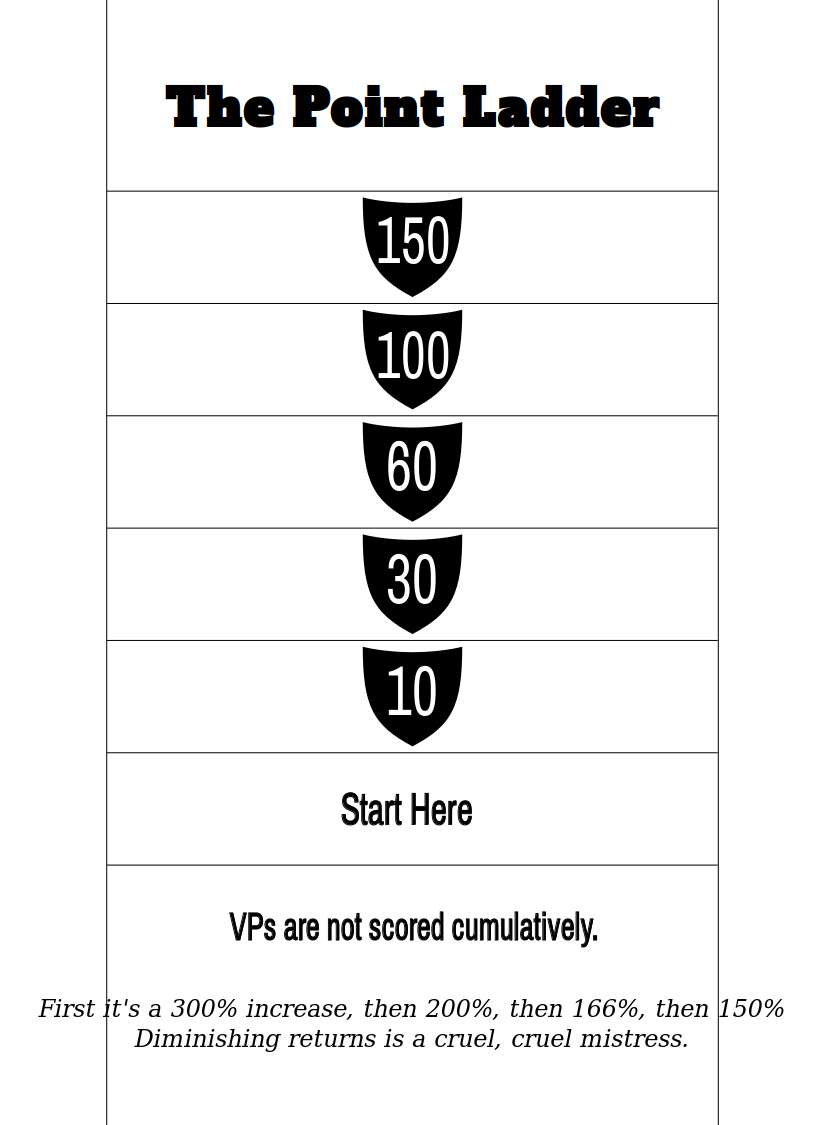 The Point Ladder
150
100
60
30
10
Start Here
VPs are not scored cumulatively.
First it's a 300% increase, then 200%, then 166%, then 150%
Diminishing returns is a cruel, cruel mistress.